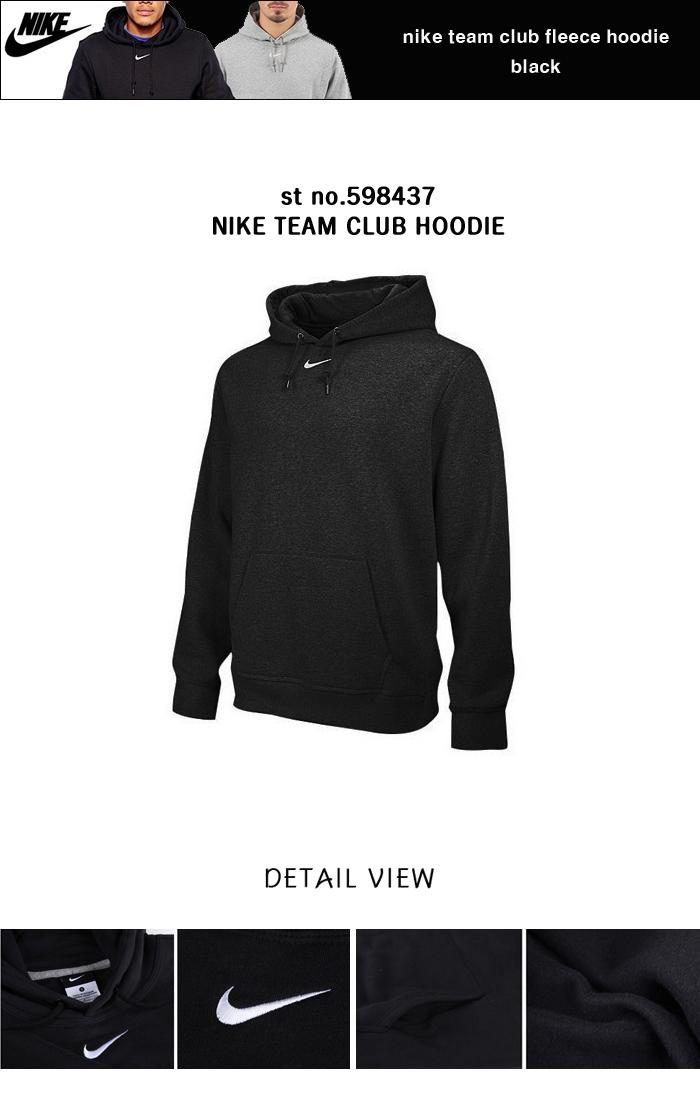 NIKE
nike team club fleece hoodie
black
st no.598437
NIKE TEAM CLUB HOODIE
DETAIL VIEW